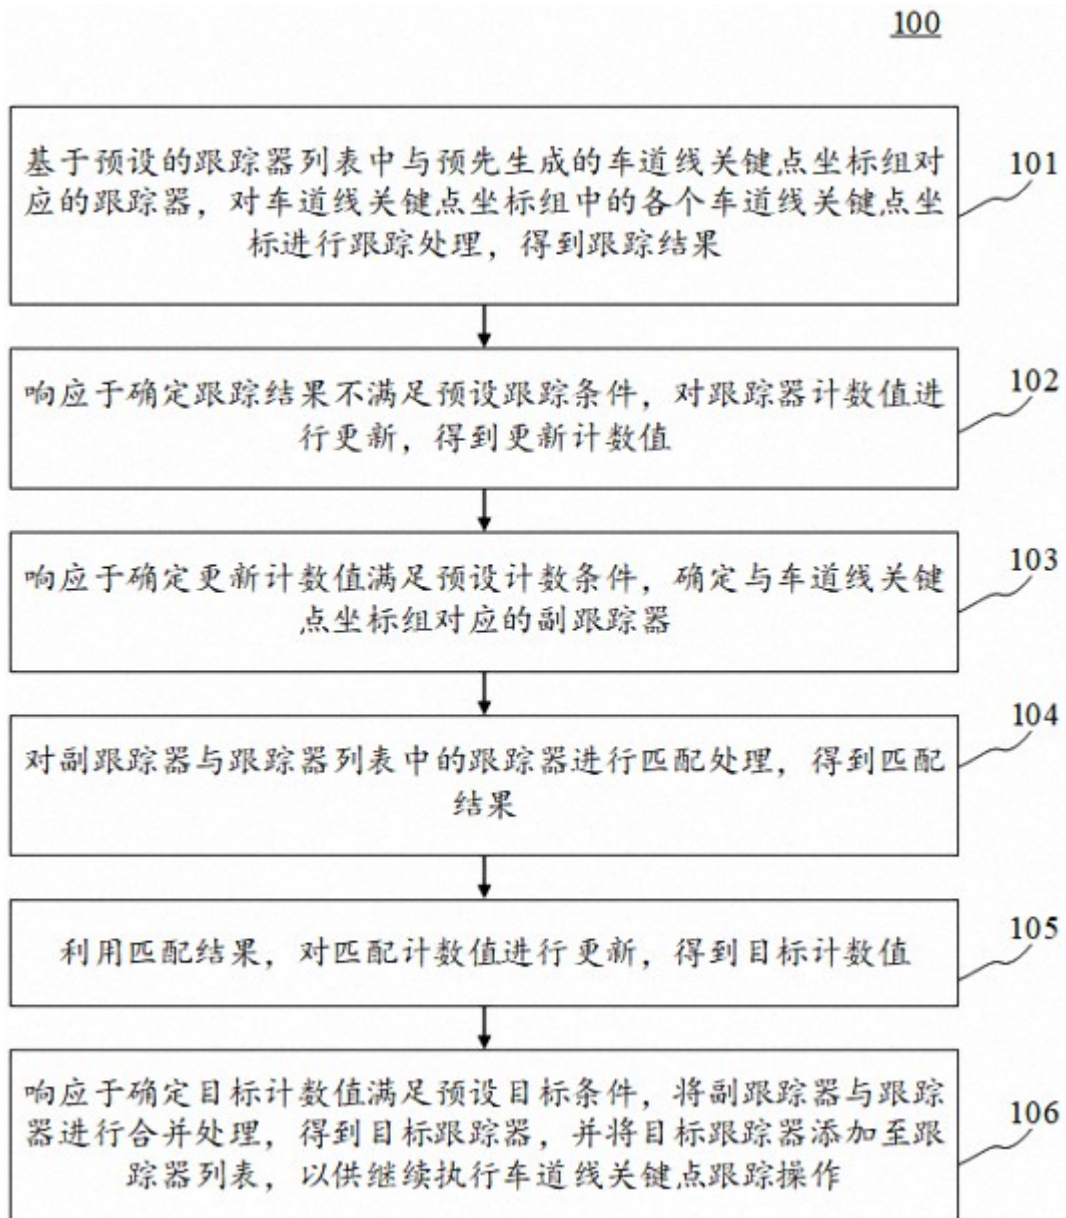 100
基于预设的跟踪器列表中与预先生成的车道线关键点坐标组对
应的跟踪器，对车道线关键点坐标组中的各个车道线关键点坐
标进行跟踪处理，得到跟踪结果
101
响应于确定跟踪结果不满足预设跟踪条件，对跟踪器计数值进
行更新，得到更新计数值
102
响应于确定更新计数值满足预设计数条件，确定与车道线关键
点坐标组对应的副跟踪器
103
对副跟踪器与跟踪器列表中的跟踪器进行匹配处理，得到匹配
结果
104
利用匹配结果，对匹配计数值进行更新，得到目标计数值
105
响应于确定目标计数值满足预设目标条件，将副跟踪器与跟踪
器进行合并处理，得到目标跟踪器，并将目标跟踪器添加至跟
踪器列表，以供继续执行车道线关键点跟踪操作
106